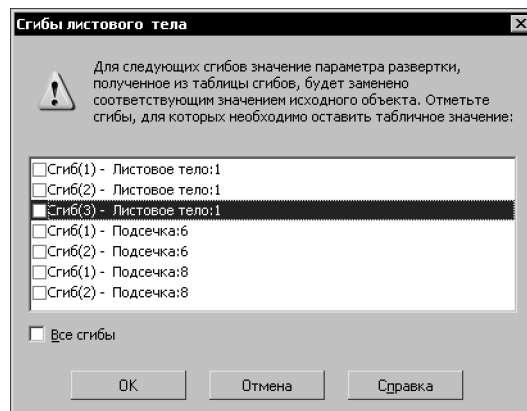 Сгибы листового тела
Для следующих сгибов значение параметра развертки,
полученное из таблицы сгибов, будет заменено
соответствующим значением исходного объекта. Отметьте
сгибы, для которых необходимо оставить табличное значение:
Сгиб(1) - Листовое тело:1
Сгиб(2) - Листовое тело:1
Сгиб(3) - Листовое тело:1
Сгиб(1) - Подсечка:6
Сгиб(2) - Подсечка:6
Сгиб(1) - Подсечка:8
Сгиб(2) - Подсечка:8
Все сгибы
OK Отмена Справка